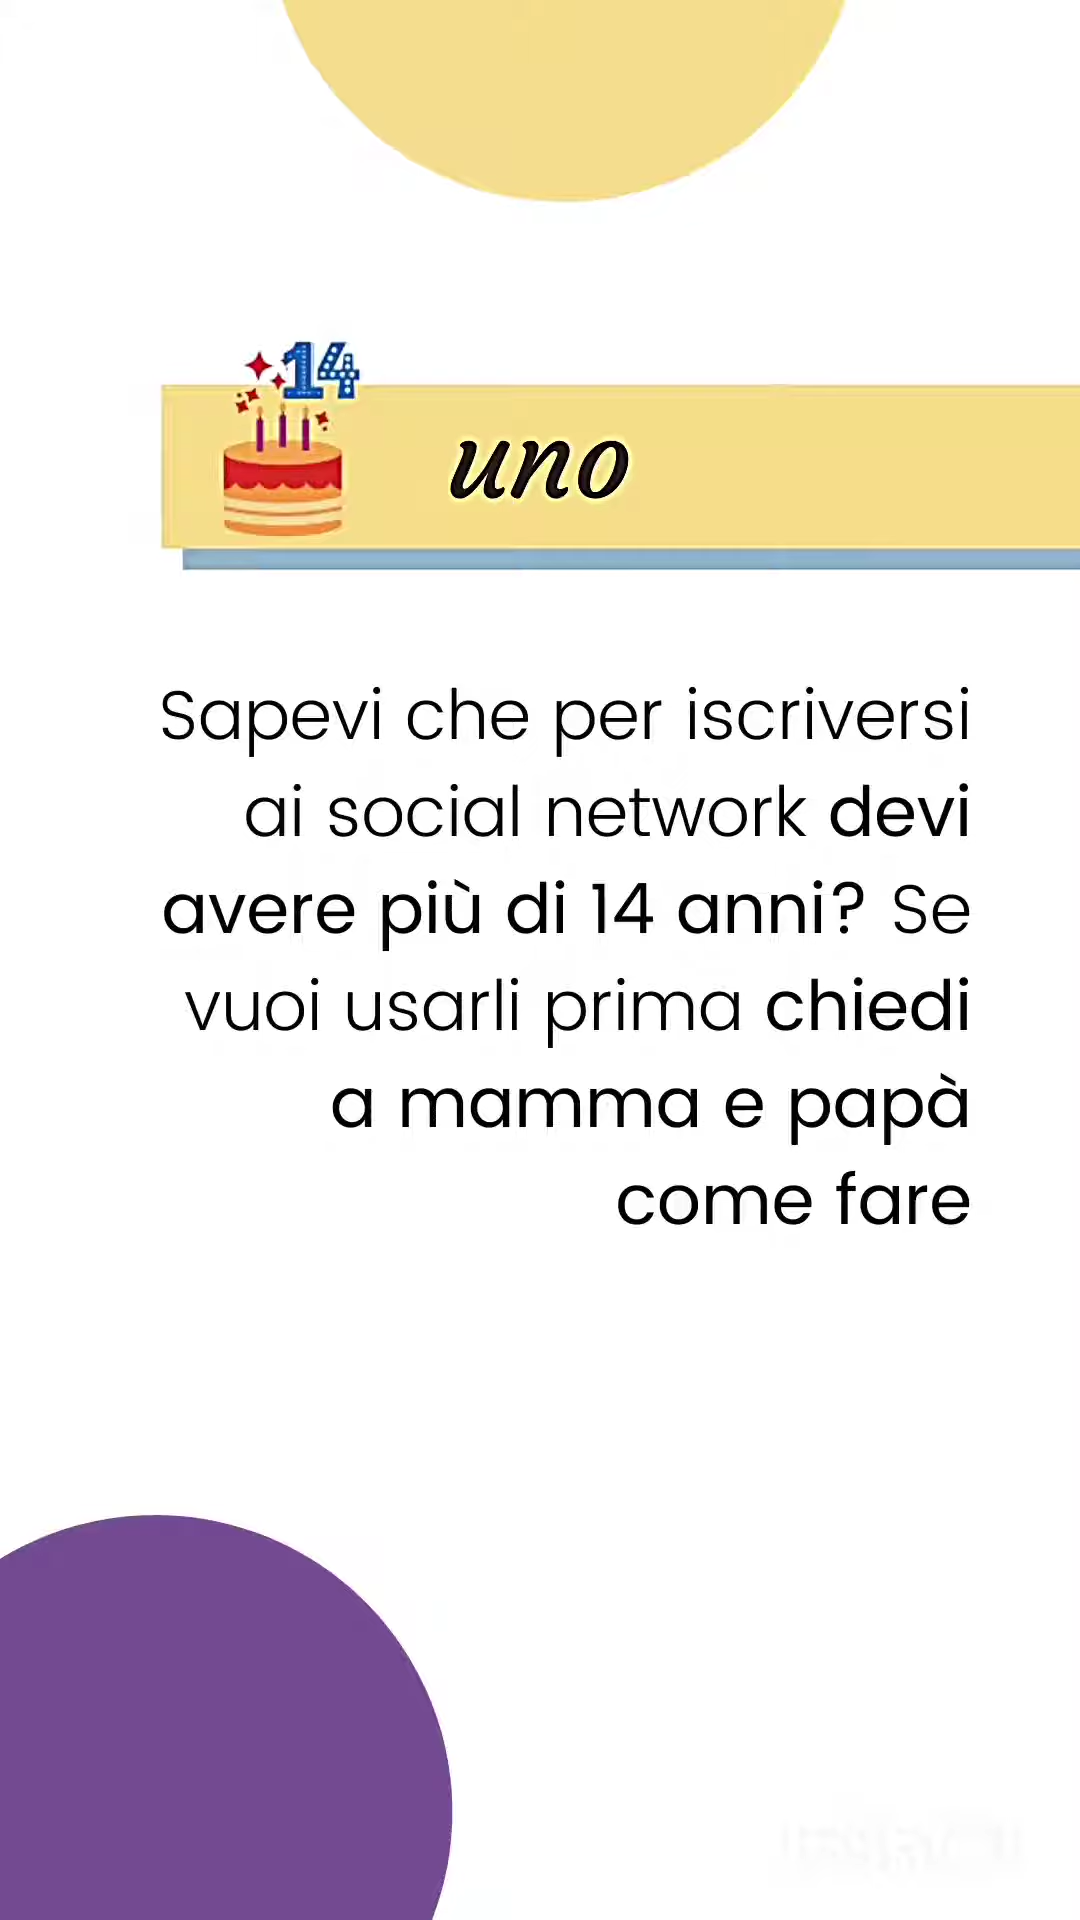 14
uno
Sapevi che per iscriversi
ai social network devi
avere più di 14 anni? Se
vuoi usarli prima chiedi
a mamma e papà
come fare